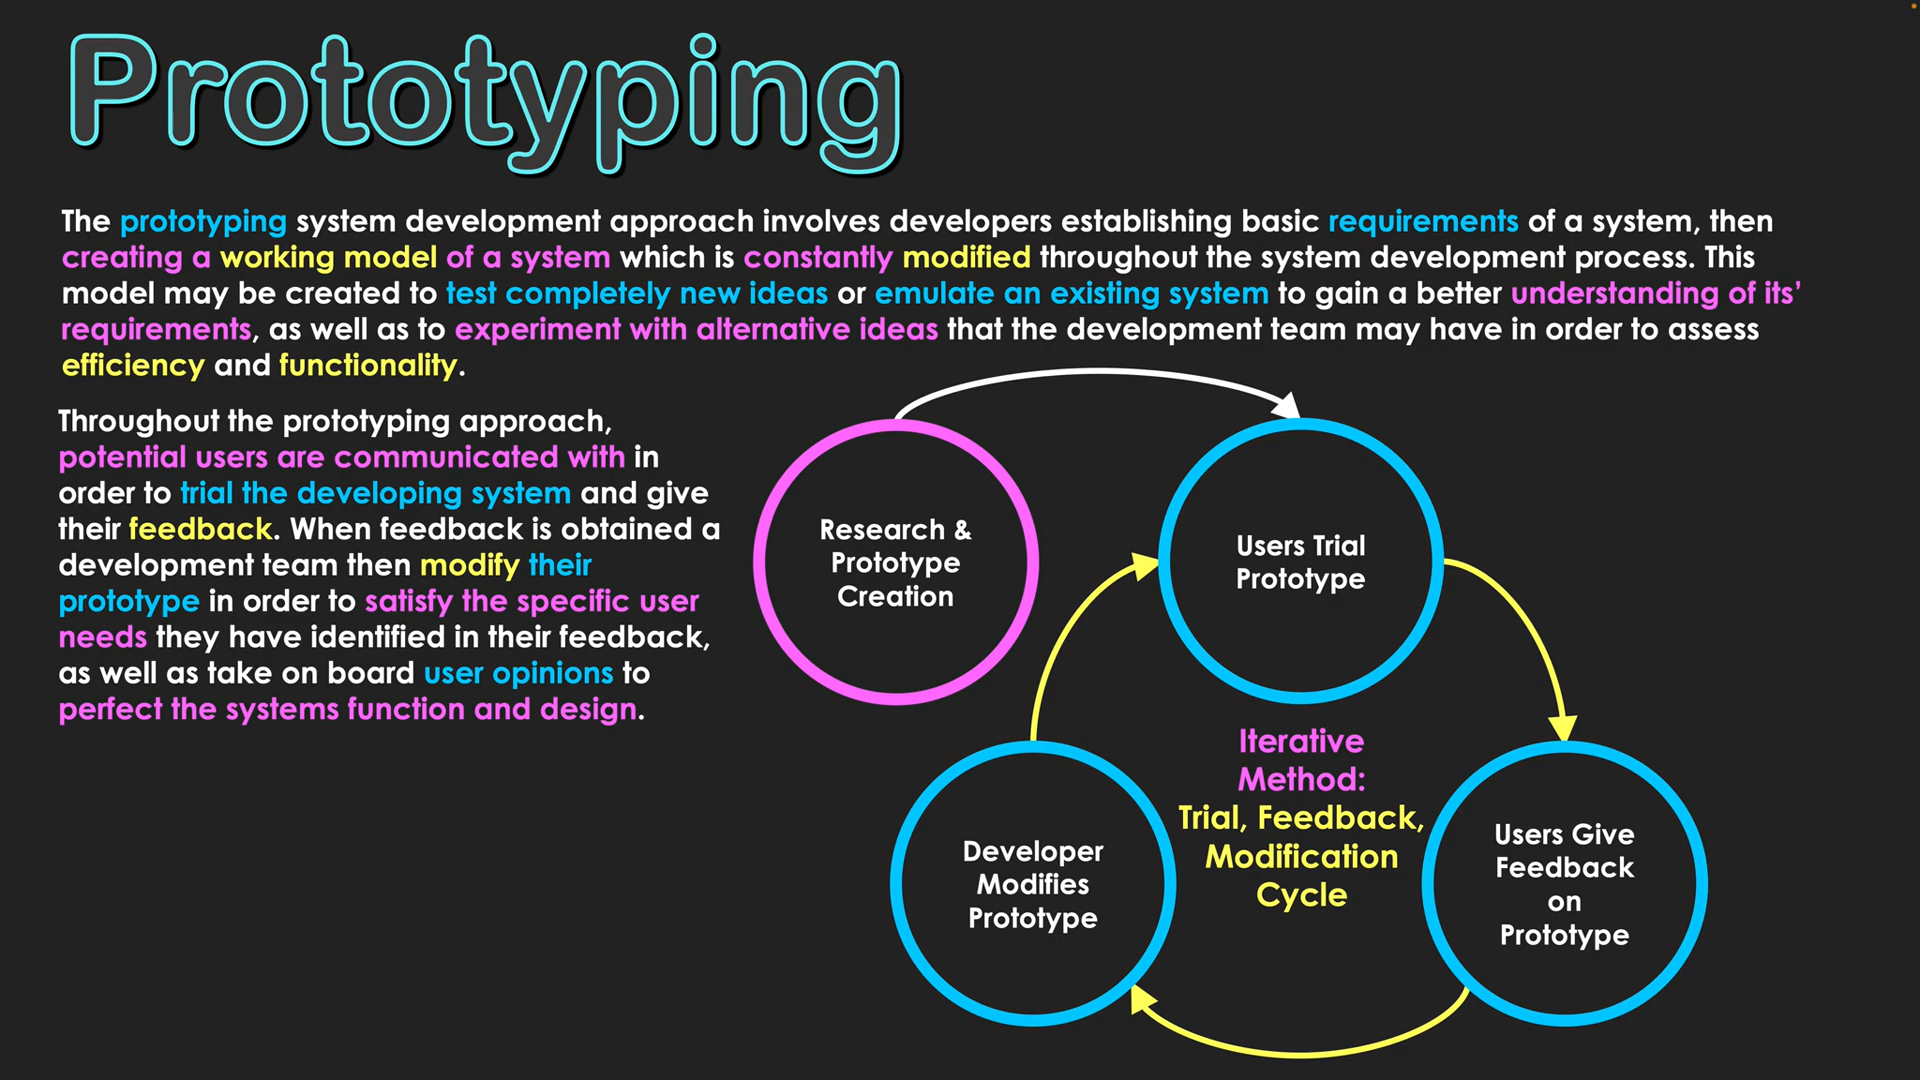 Prototyping
The prototyping system development approach involves developers establishing basic requirements of a system, then
creating a working model of a system which is constantly modified throughout the system development process. This
model may be created to test completely new ideas or emulate an existing system to gain a better understanding of its’
requirements, as well as to experiment with alternative ideas that the development team may have in order to assess
efficiency and functionality.
Throughout the prototyping approach,
potential users are communicated with in
order to trial the developing system and give
their feedback. When feedback is obtained a
development team then modify their
prototype in order to satisfy the specific user
needs they have identified in their feedback,
as well as take on board user opinions to
perfect the systems function and design.
Research &
Prototype
Creation
Users Trial
Prototype
Iterative
Method:
Trial, Feedback,
Modification
Cycle
Developer
Modifies
Prototype
Users Give
Feedback
on
Prototype